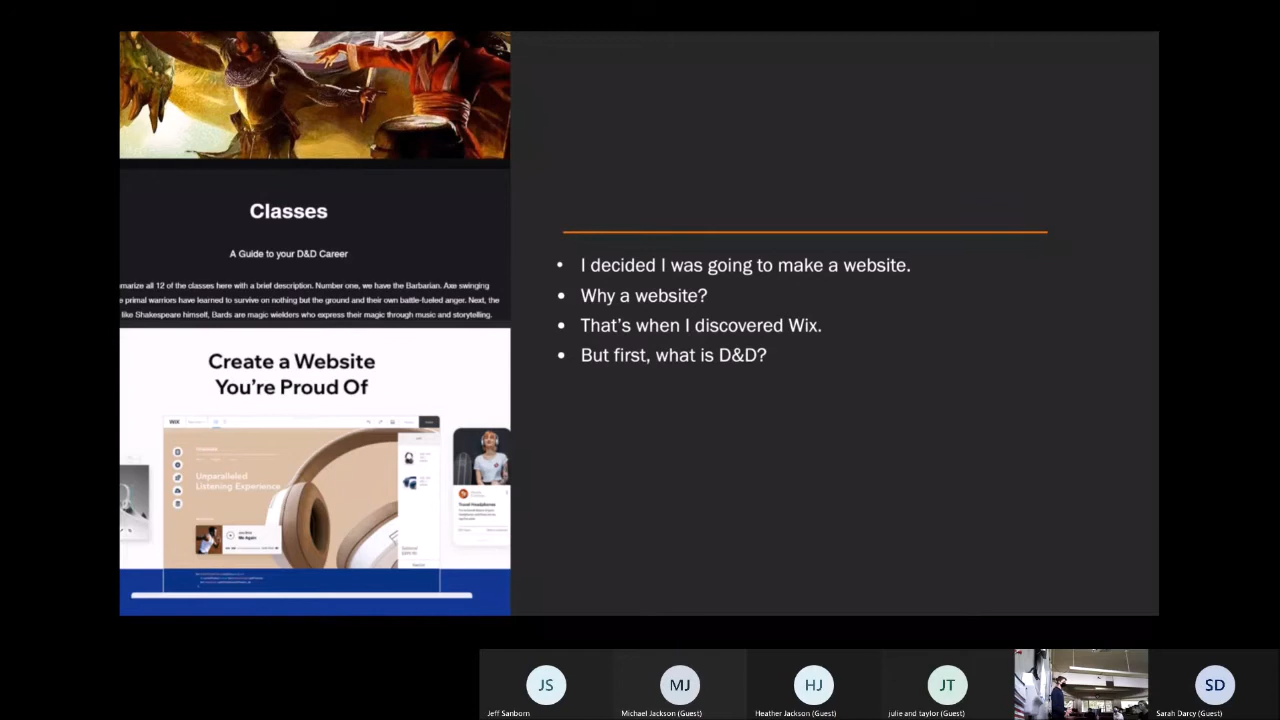 Classes
A Guide to your D&D Career
marize all 12 of the classes here with a brief description. Number one, we have the Barbarian. Axe swinging
e primal warriors have learned to survive on nothing but the ground and their own battle-fueled anger. Next, the
like Shakespeare himself, Bards are magic wielders who express their magic through music and storytelling.
Create a Website
You're Proud Of
WiX
Unparalleled
Listening Experience
We Again
Travel Headphones
• I decided I was going to make a website.
• Why a website?
• That's when I discovered Wix.
• But first, what is D&D?
JS
MJ
HJ
JT
SD
Jeff Sanborn
Michael Jackson (Guest)
Heather Jackson (Guest)
julie and taylor (Guest)
Sarah Darcy (Guest)